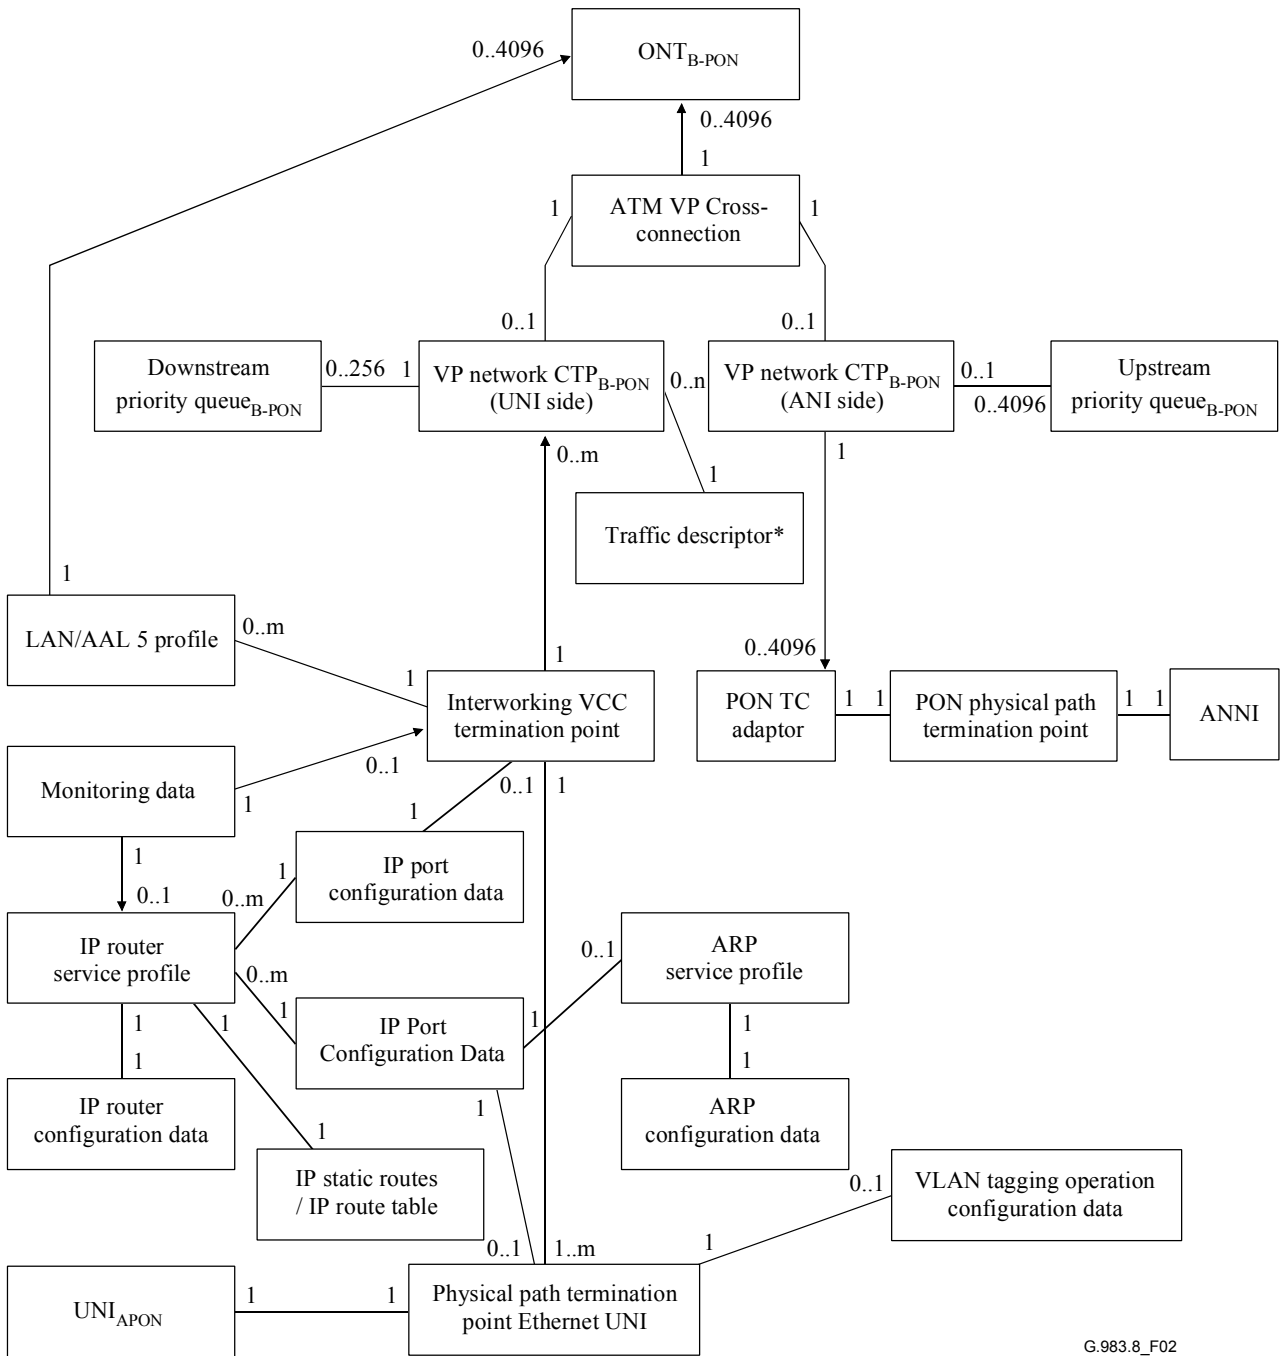 0..4096
ONT B-PON
0..4096
1
1
ATM VP Cross-
connection
1
0..1
0..1
Downstream
priority queue B-PON
0..256
1
VP network CTP B-PON
(UNI side)
0..n
VP network CTP B-PON
(ANI side)
0..1
0..4096
Upstream
priority queue B-PON
0..m
1
1
Traffic descriptor*
1
LAN/AAL 5 profile
0..m
1
1
0..4096
Interworking VCC
termination point
PON TC
adaptor
1
1
PON physical path
termination point
1
1
ANNI
Monitoring data
1
0..1
0..1
1
1
1
0..1
IP port
configuration data
1
0..m
IP router
service profile
0..m
1
IP Port
Configuration Data
1
0..1
ARP
service profile
1
1
1
1
1
IP router
configuration data
1
ARP
configuration data
1
IP static routes
/ IP route table
0..1
VLAN tagging operation
configuration data
0..1
1..m
1
UNI APON
1
1
Physical path termination
point Ethernet UNI
G.983.8_F02